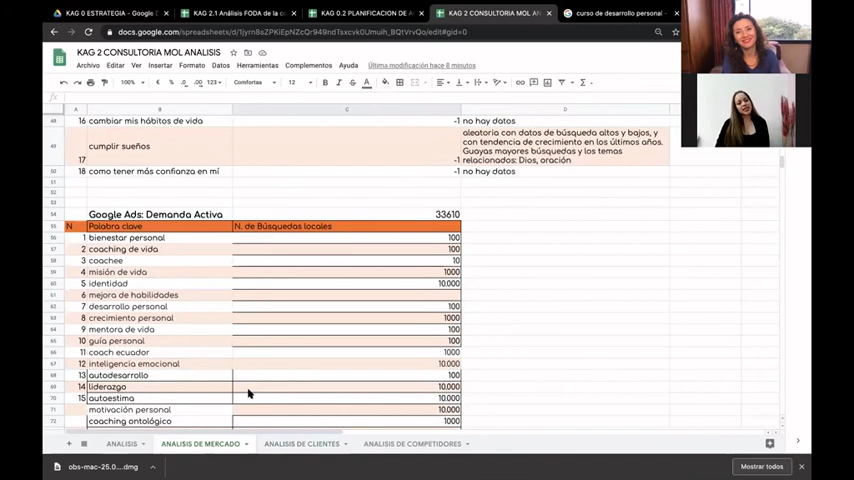 KAG 0 ESTRATEGIA - Google D
KAG 2.1 Análisis FODA de la co
KAG 0.2 PLANIFICACION DE A
KAG 2 CONSULTORIA MOL AN
curso de desarrollo personal -
KAG 2 CONSULTORIA MOL ANALISIS
Archivo Editar Ver Insertar Formato Datos Herramientas Complementos Ayuda Última modificación hace 8 minutos
100% € % .0 .00 123 Comfortaa 12 B I S A
A B C D
48 16 cambiar mis hábitos de vida -1 no hay datos
49 17 cumplir sueños -1 aleatoria con datos de búsqueda altos y bajos, y
con tendencia de crecimiento en los últimos años.
Guayas mayores búsquedas y los temas
relacionados: Dios, oración
50 18 como tener más confianza en mí -1 no hay datos
51
52
53
54 Google Ads: Demanda Activa 33610
55 N Palabra clave N. de Búsquedas locales
56 1 bienestar personal 100
57 2 coaching de vida 100
58 3 coachee 10
59 4 misión de vida 1000
60 5 identidad 10.000
61 6 mejora de habilidades
62 7 desarrollo personal 100
63 8 crecimiento personal 1000
64 9 mentora de vida 100
65 10 guía personal 100
66 11 coach ecuador 1000
67 12 inteligencia emocional 10.000
68 13 autodesarrollo 100
69 14 liderazgo 10.000
70 15 autoestima 10.000
71 motivación personal 10.000
72 coaching ontológico 1000
ANALISIS ANALISIS DE MERCADO ANALISIS DE CLIENTES ANALISIS DE COMPETIDORES
obs-mac-25.0....dmg
Mostrar todos